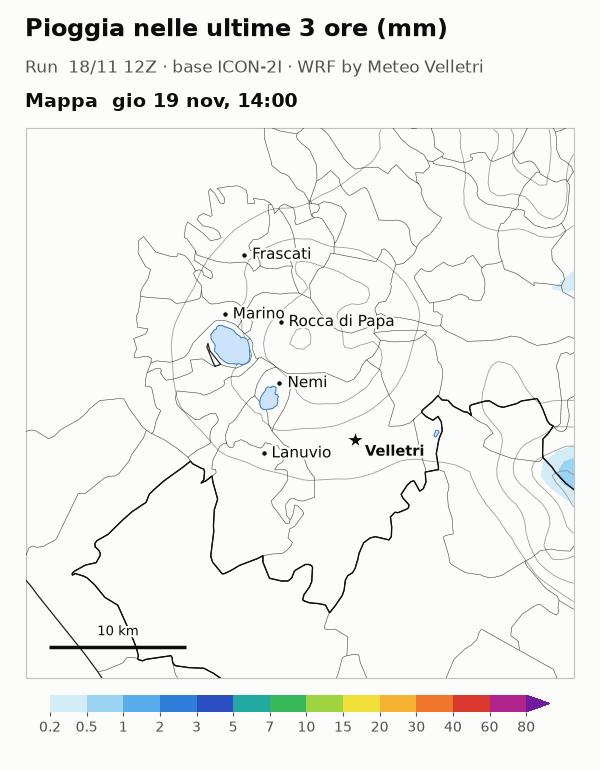 Pioggia nelle ultime 3 ore (mm)
Run  18/11 12Z · base ICON-2I · WRF by Meteo Velletri
Mappa  gio 19 nov, 14:00
Frascati
Marino
Rocca di Papa
Nemi
Velletri
Lanuvio
10 km
0.2 0.5 1 2 3 5 7 10 15 20 30 40 60 80